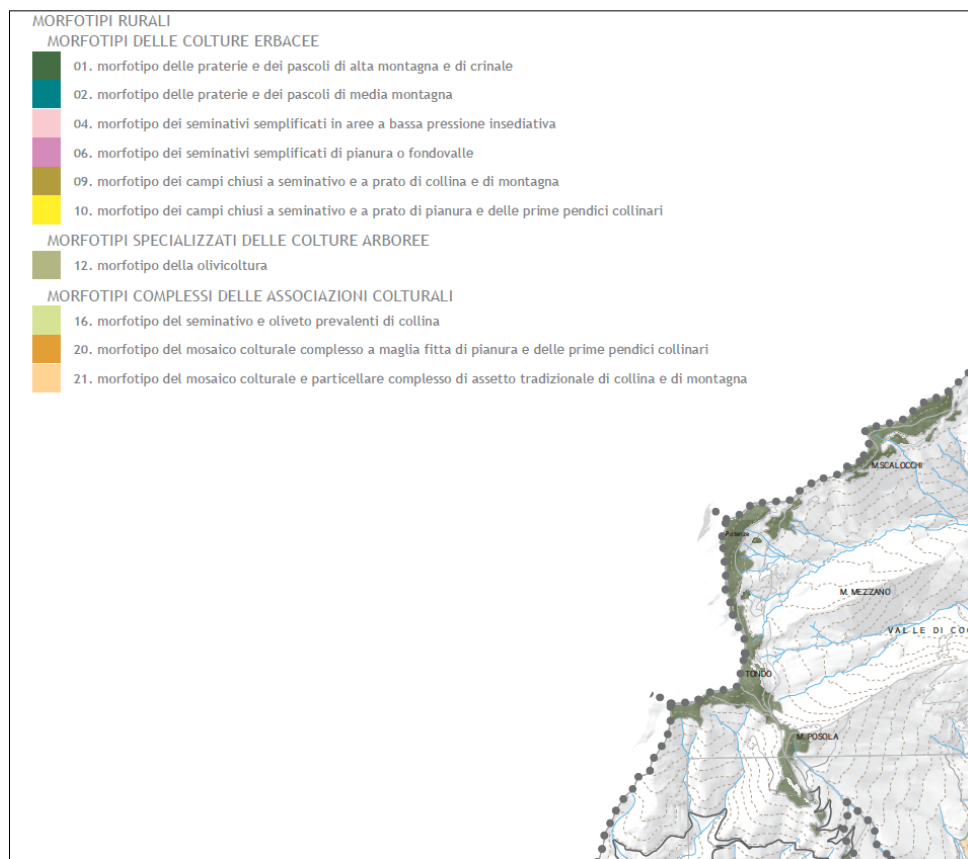 MORFOTIPI RURALI
MORFOTIPI DELLE COLTURE ERBACEE
01. morfotipo delle praterie e dei pascoli di alta montagna e di crinale
02. morfotipo delle praterie e dei pascoli di media montagna
04. morfotipo dei seminativi semplificati in aree a bassa pressione insediativa
06. morfotipo dei seminativi semplificati di pianura o fondovalle
09. morfotipo dei campi chiusi a seminativo e a prato di collina e di montagna
10. morfotipo dei campi chiusi a seminativo e a prato di pianura e delle prime pendici collinari
MORFOTIPI SPECIALIZZATI DELLE COLTURE ARBOREE
12. morfotipo della olivicoltura
MORFOTIPI COMPLESSI DELLE ASSOCIAZIONI COLTURALI
16. morfotipo del seminativo e oliveto prevalenti di collina
20. morfotipo del mosaico colturale complesso a maglia fitta di pianura e delle prime pendici collinari
21. morfotipo del mosaico colturale e particellare complesso di assetto tradizionale di collina e di montagna
M.SCALOCCHI
M. MEZZANO
VALLE DI CO
TONDO
M. POSOLA